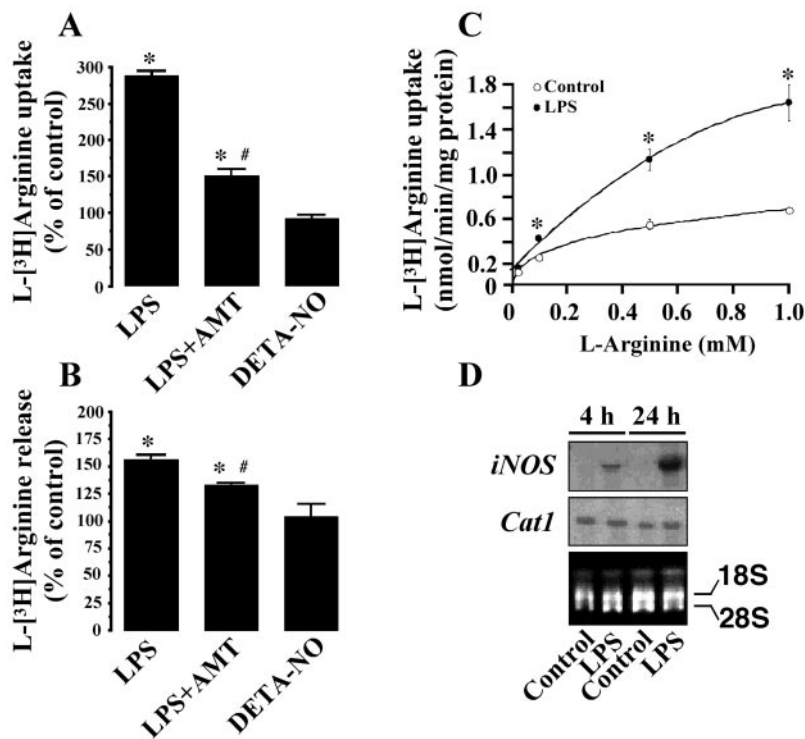 A
L-[³H]Arginine uptake
(% of control)
300
250
200
150
100
50
0
*
* #
LPS
LPS+AMT
DETA-NO
B
L-[³H]Arginine release
(% of control)
200
175
150
125
100
75
50
25
0
*
* #
LPS
LPS+AMT
DETA-NO
C
L-[³H]Arginine uptake
(nmol/min/mg protein)
1.8
1.4
1.0
0.6
0.2
0
Control
LPS
*
*
*
0
0.2
0.4
0.6
0.8
1.0
L-Arginine (mM)
D
4 h
24 h
iNOS
Cat1
18S
28S
Control
LPS
Control
LPS